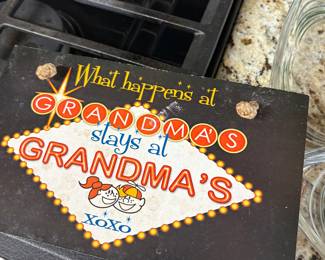 What happens at
GRANDMA'S
stays at
GRANDMA'S
XOXO